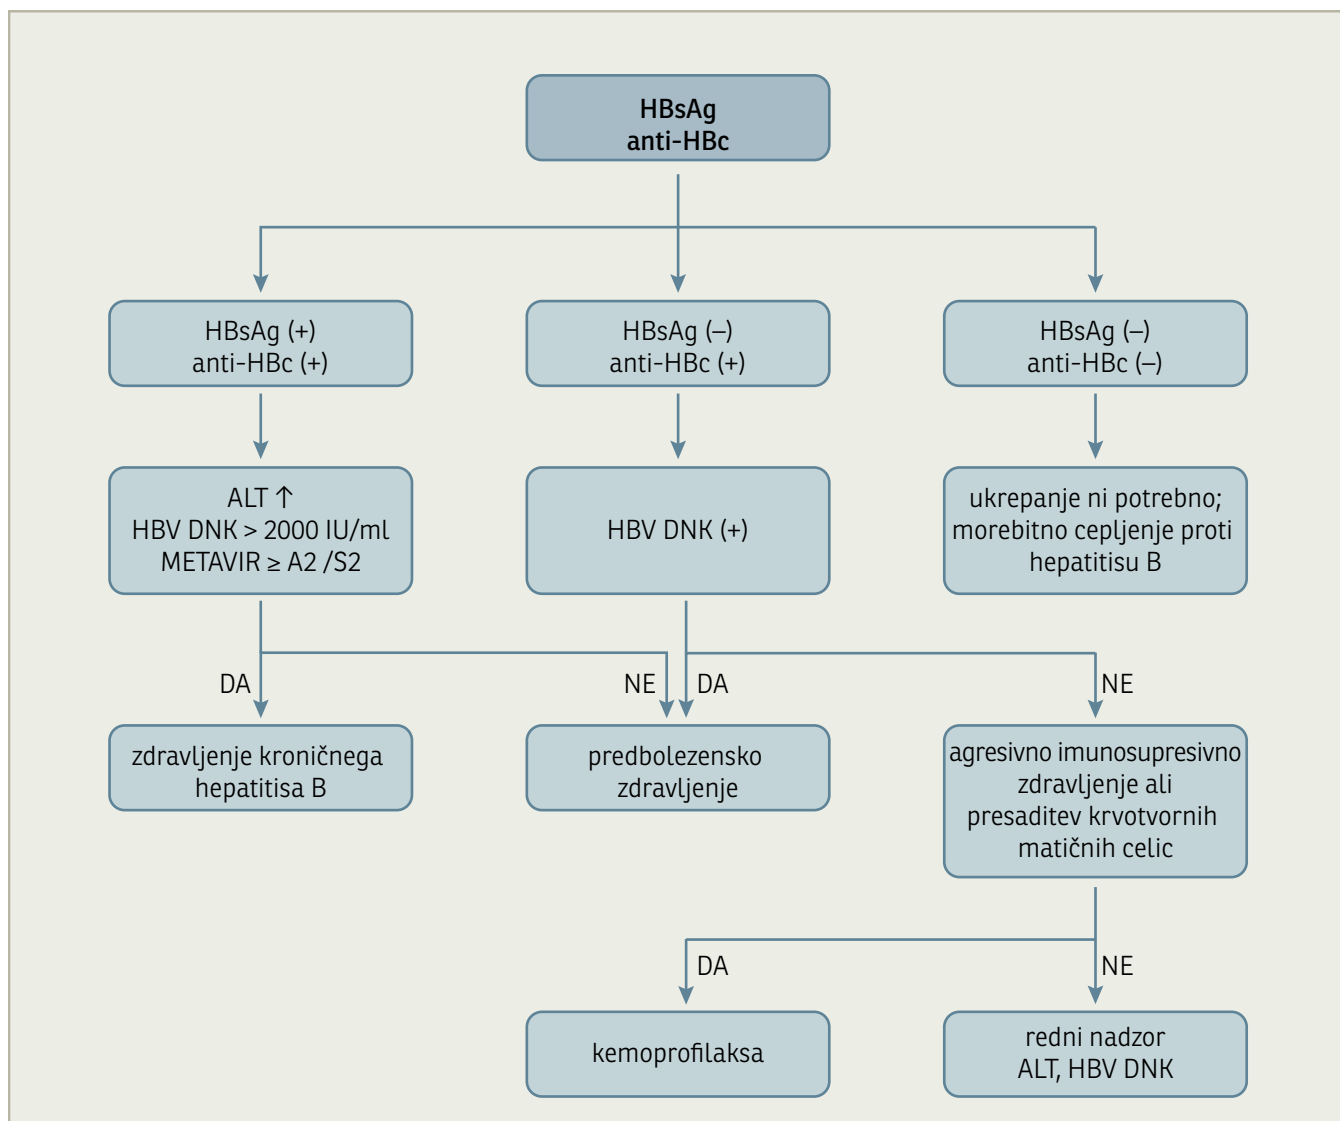 HBsAg
anti-HBc
HBsAg (+)
anti-HBc (+)
HBsAg (–)
anti-HBc (+)
HBsAg (–)
anti-HBc (–)
ALT ↑
HBV DNK > 2000 IU/ml
METAVIR ≥ A2 /S2
HBV DNK (+)
ukrepanje ni potrebno;
morebitno cepljenje proti
hepatitisu B
DA
NE
DA
NE
zdravljenje kroničnega
hepatitisa B
predbolezensko
zdravljenje
agresivno imunosupresivno
zdravljenje ali
presaditev krvotvornih
matičnih celic
DA
NE
kemoprofilaksa
redni nadzor
ALT, HBV DNK